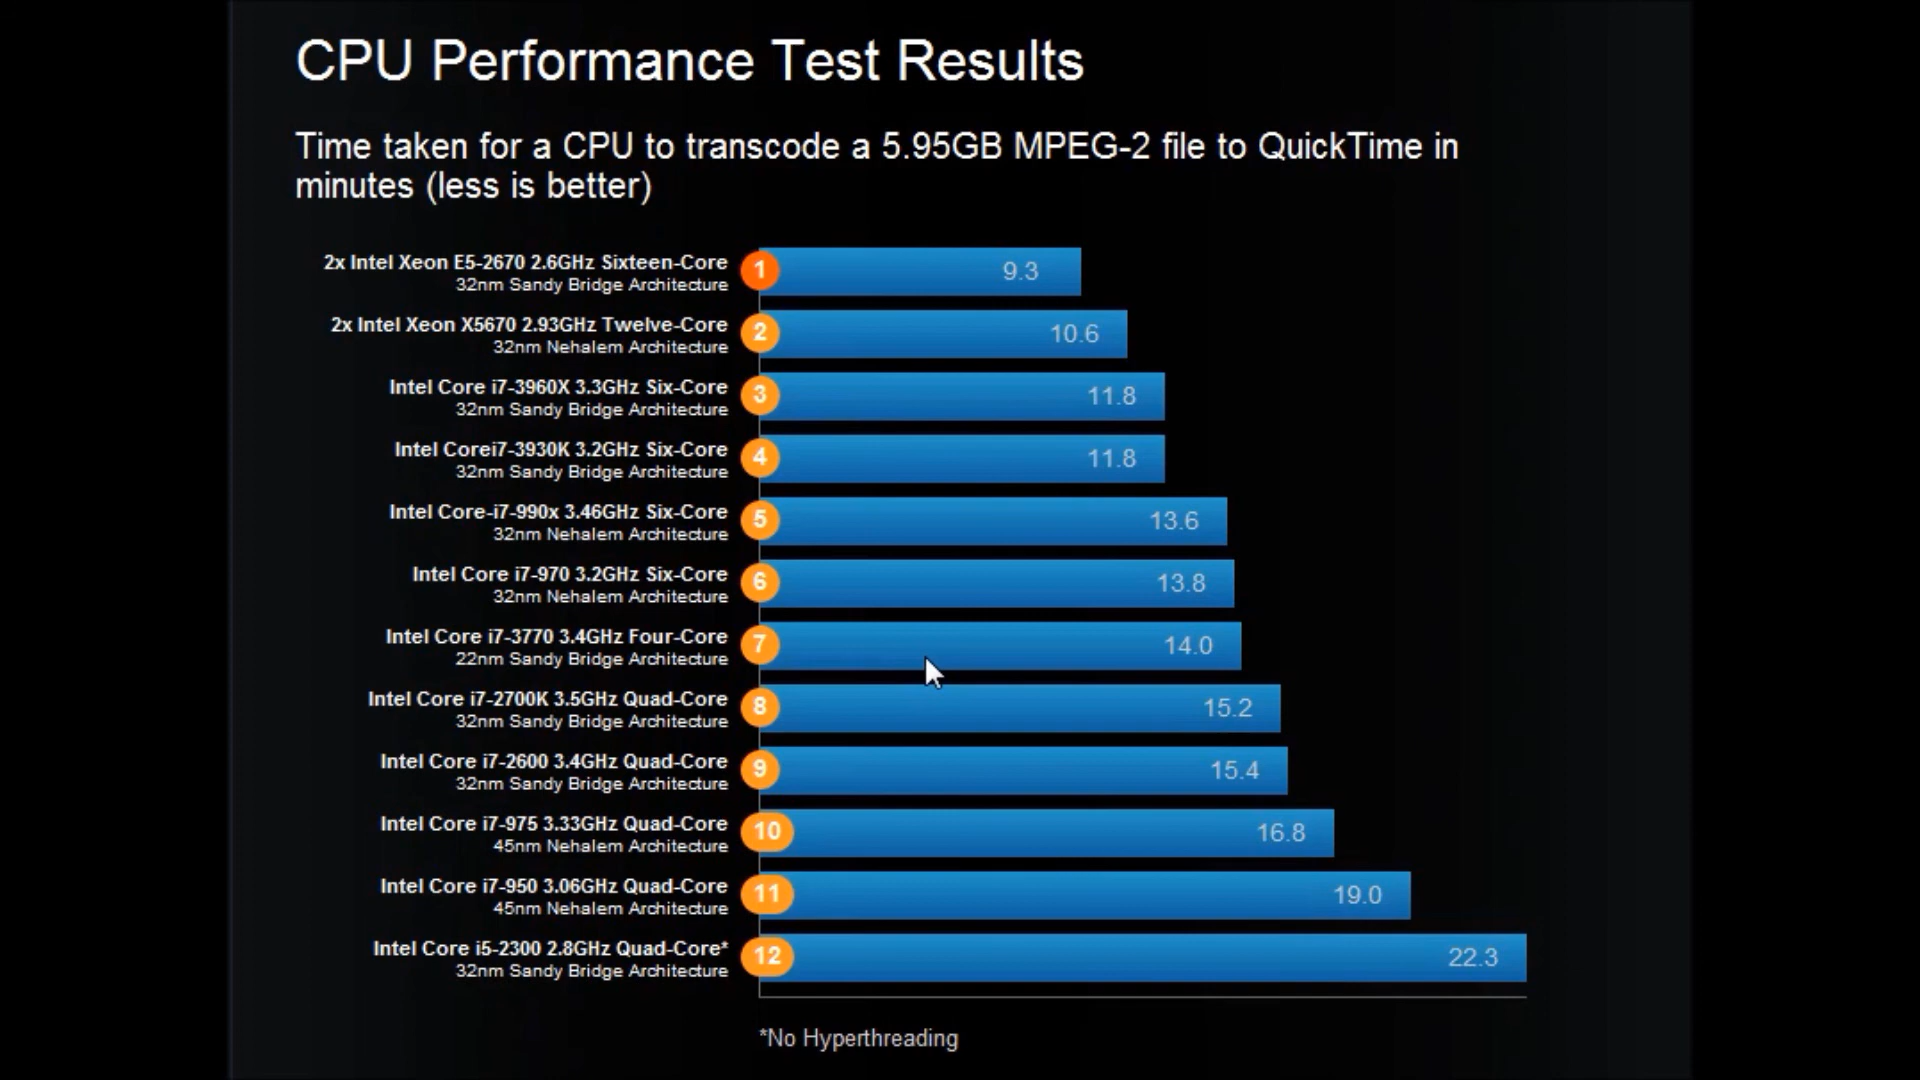 CPU Performance Test Results
Time taken for a CPU to transcode a 5.95GB MPEG-2 file to QuickTime in
minutes (less is better)
2x Intel Xeon E5-2670 2.6GHz Sixteen-Core
32nm Sandy Bridge Architecture
1
9.3
2x Intel Xeon X5670 2.93GHz Twelve-Core
32nm Nehalem Architecture
2
10.6
Intel Core i7-3960X 3.3GHz Six-Core
32nm Sandy Bridge Architecture
3
11.8
Intel Corei7-3930K 3.2GHz Six-Core
32nm Sandy Bridge Architecture
4
11.8
Intel Core-i7-990x 3.46GHz Six-Core
32nm Nehalem Architecture
5
13.6
Intel Core i7-970 3.2GHz Six-Core
32nm Nehalem Architecture
6
13.8
Intel Core i7-3770 3.4GHz Four-Core
22nm Sandy Bridge Architecture
7
14.0
Intel Core i7-2700K 3.5GHz Quad-Core
32nm Sandy Bridge Architecture
8
15.2
Intel Core i7-2600 3.4GHz Quad-Core
32nm Sandy Bridge Architecture
9
15.4
Intel Core i7-975 3.33GHz Quad-Core
45nm Nehalem Architecture
10
16.8
Intel Core i7-950 3.06GHz Quad-Core
45nm Nehalem Architecture
11
19.0
Intel Core i5-2300 2.8GHz Quad-Core*
32nm Sandy Bridge Architecture
12
22.3
*No Hyperthreading